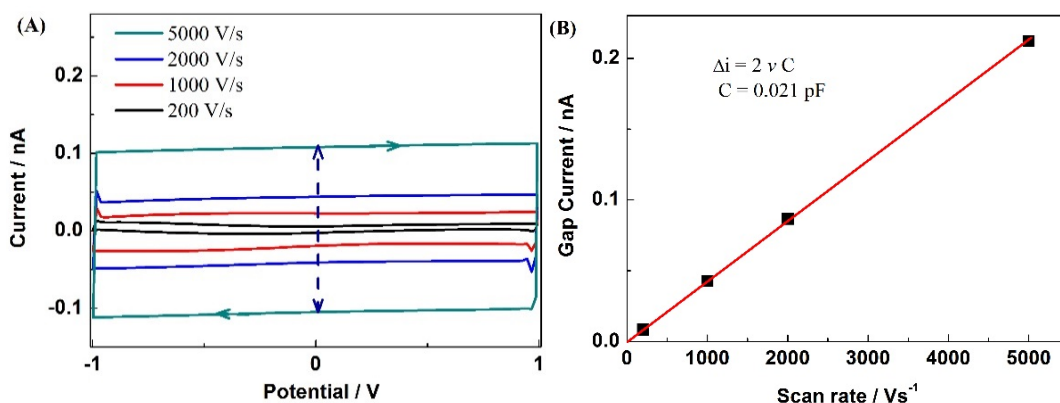 (A)
5000 V/s
2000 V/s
1000 V/s
200 V/s
Current / nA
0.2
0.1
0.0
-0.1
-1
0
1
Potential / V
(B)
Δi = 2 v C
C = 0.021 pF
Gap Current / nA
0.2
0.1
0.0
0
1000
2000
3000
4000
5000
Scan rate / Vs⁻¹